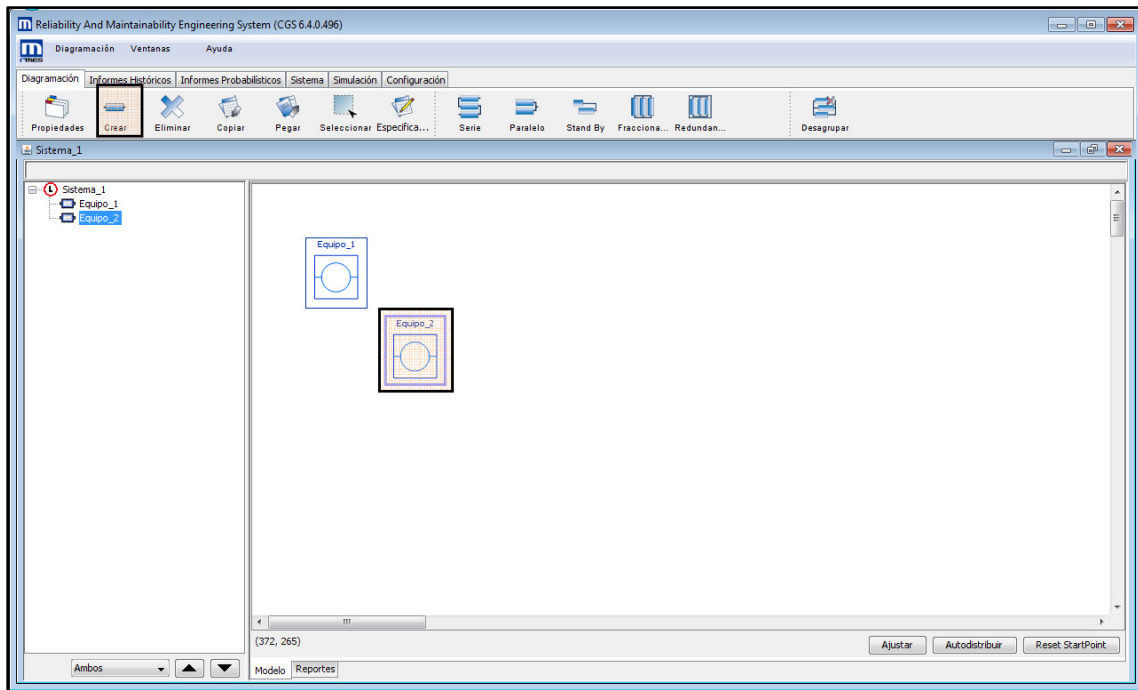 Reliability And Maintainability Engineering System (CGS 6.4.0.496)
Diagramación Ventanas Ayuda
Diagramación Informes Históricos Informes Probabilísticos Sistema Simulación Configuración
Propiedades Crear Eliminar Copiar Pegar Seleccionar Especifica... Serie Paralelo Stand By Fracciona... Redundan... Desagrupar
Sistema_1
Sistema_1
Equipo_1
Equipo_2
Equipo_1
Equipo_2
(372, 265)
Ajustar Autodistribuir Reset StartPoint
Ambos
Modelo Reportes